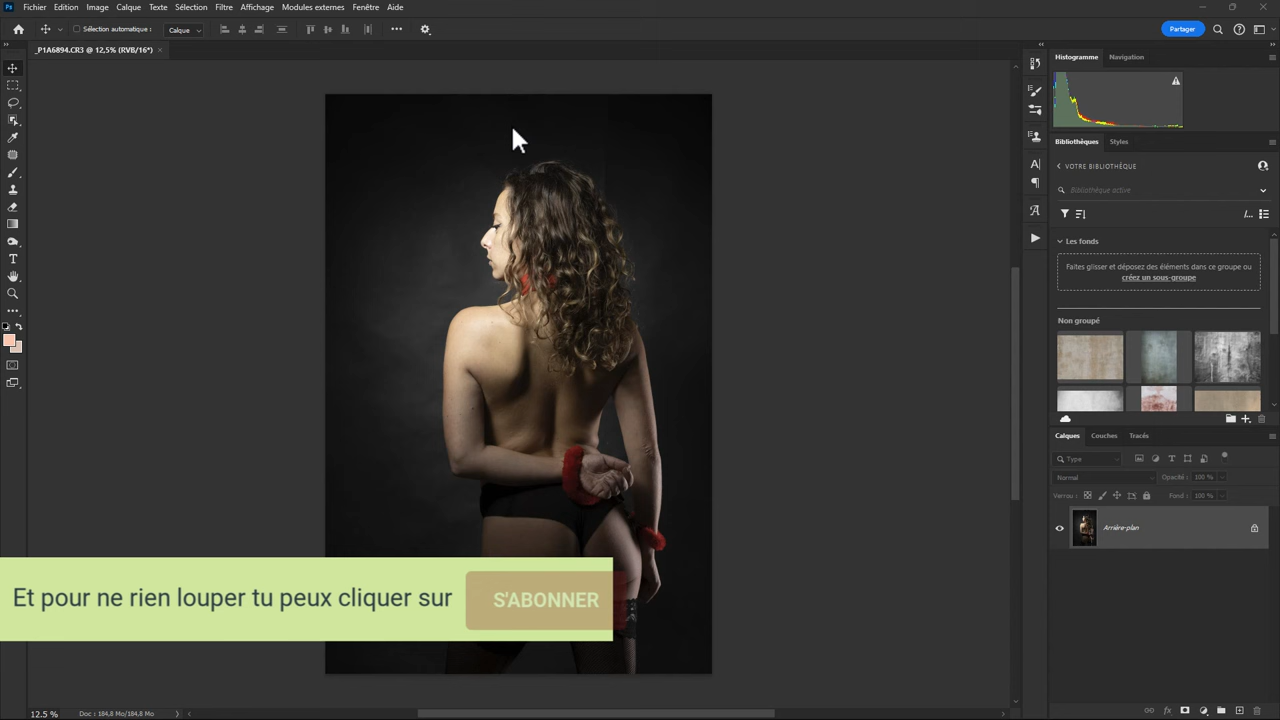 Ps Fichier Edition Image Calque Texte Sélection Filtre Affichage Modules externes Fenêtre Aide
Sélection automatique : Calque Partager
_P1A6894.CR3 @ 12,5% (RVB/16*) ×
Histogramme Navigation
Bibliothèques Styles
VOTRE BIBLIOTHÈQUE
Bibliothèque active
Les fonds
Faites glisser et déposez des éléments dans ce groupe ou
créez un sous-groupe
Non groupé
Calques Couches Tracés
Type
Normal Opacité : 100 %
Verrou : Fond : 100 %
Arrière-plan
Et pour ne rien louper tu peux cliquer sur S'ABONNER
12.5 % Doc : 184,8 Mo/184,8 Mo